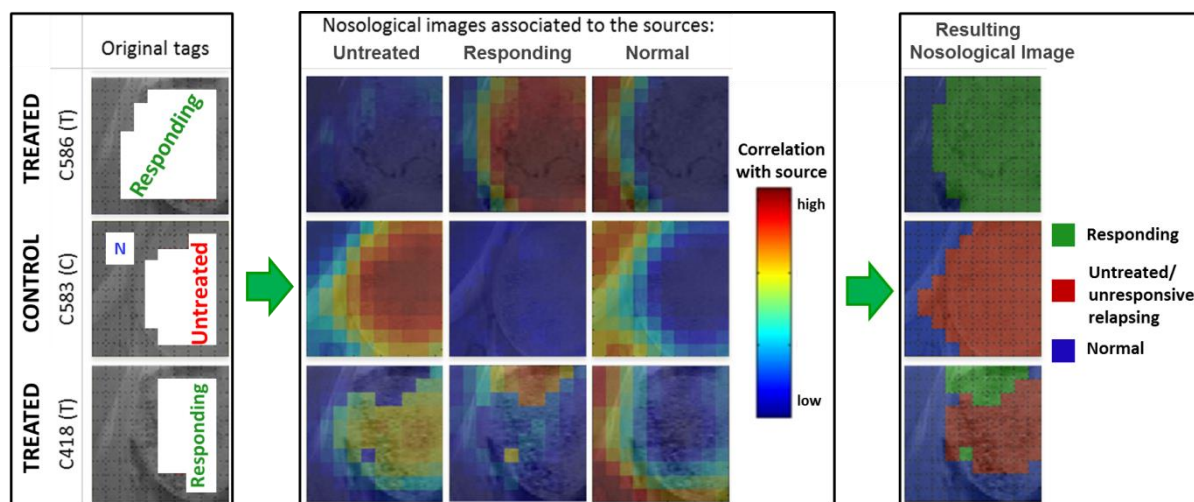 Original tags
TREATED
C586 (T)
Responding
CONTROL
C583 (C)
N
Untreated
TREATED
C418 (T)
Responding
Nosological images associated to the sources:
Untreated Responding Normal
Correlation
with source
high
low
Resulting
Nosological Image
Responding
Untreated/
unresponsive
relapsing
Normal